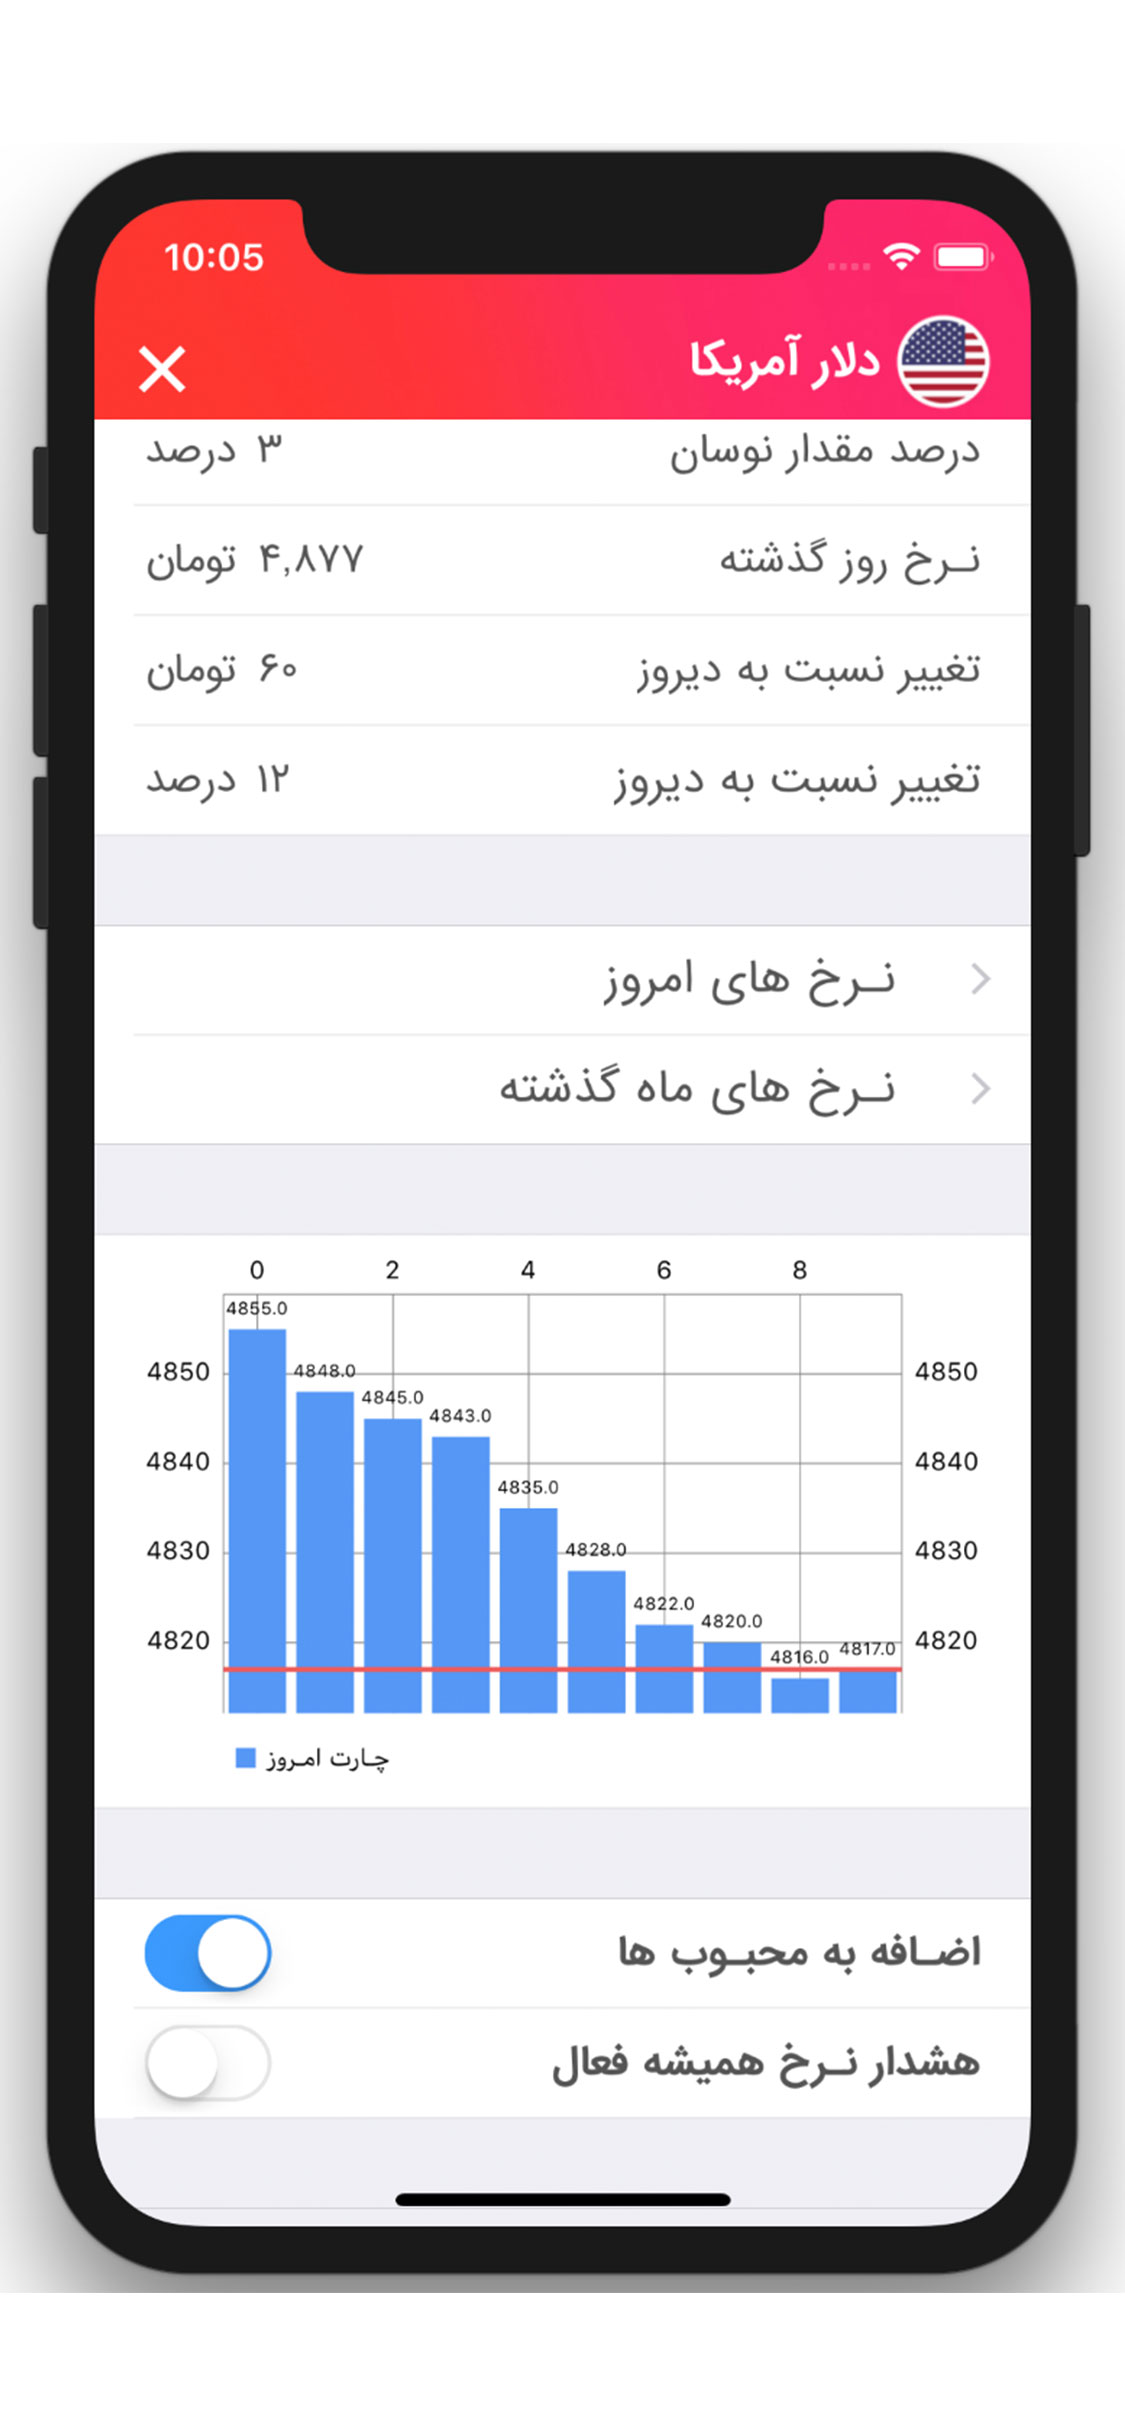 10:05
دلار آمریکا
درصد مقدار نوسان ۳ درصد
نـرخ روز گذشته ۴,۸۷۷ تومان
تغییر نسبت به دیروز ۶۰ تومان
تغییر نسبت به دیروز ۱۲ درصد
نـرخ های امروز
نـرخ های ماه گذشته
0 2 4 6 8
4855.0
4850 4848.0 4850
4845.0
4843.0
4840 4840
4835.0
4830 4828.0 4830
4822.0
4820.0
4820 4816.0 4817.0 4820
چارت امـروز
اضـافه به محبـوب ها
هشدار نـرخ همیشه فعال